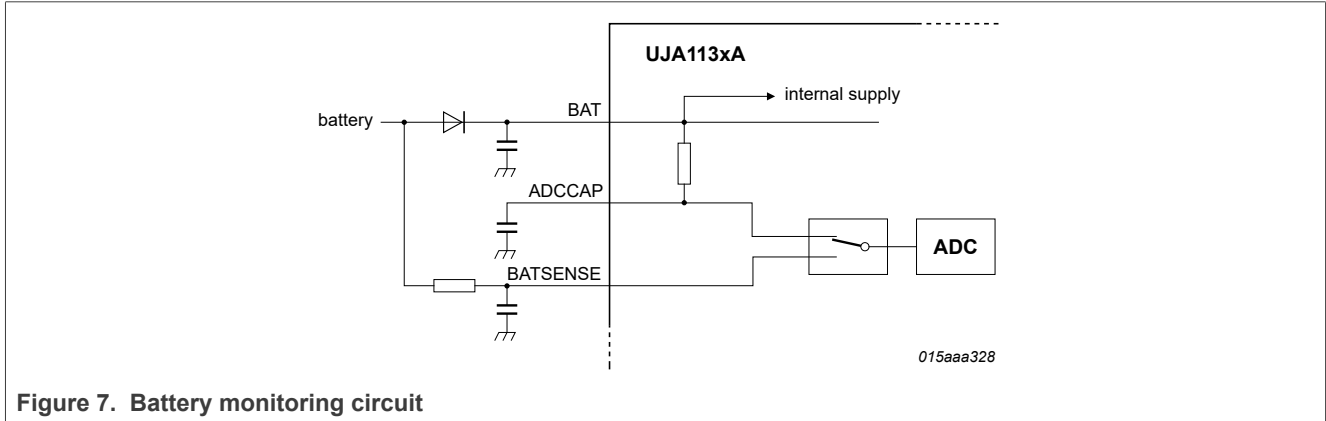 UJA113xA
internal supply
BAT
battery
ADCCAP
ADC
BATSENSE
015aaa328
Figure 7. Battery monitoring circuit